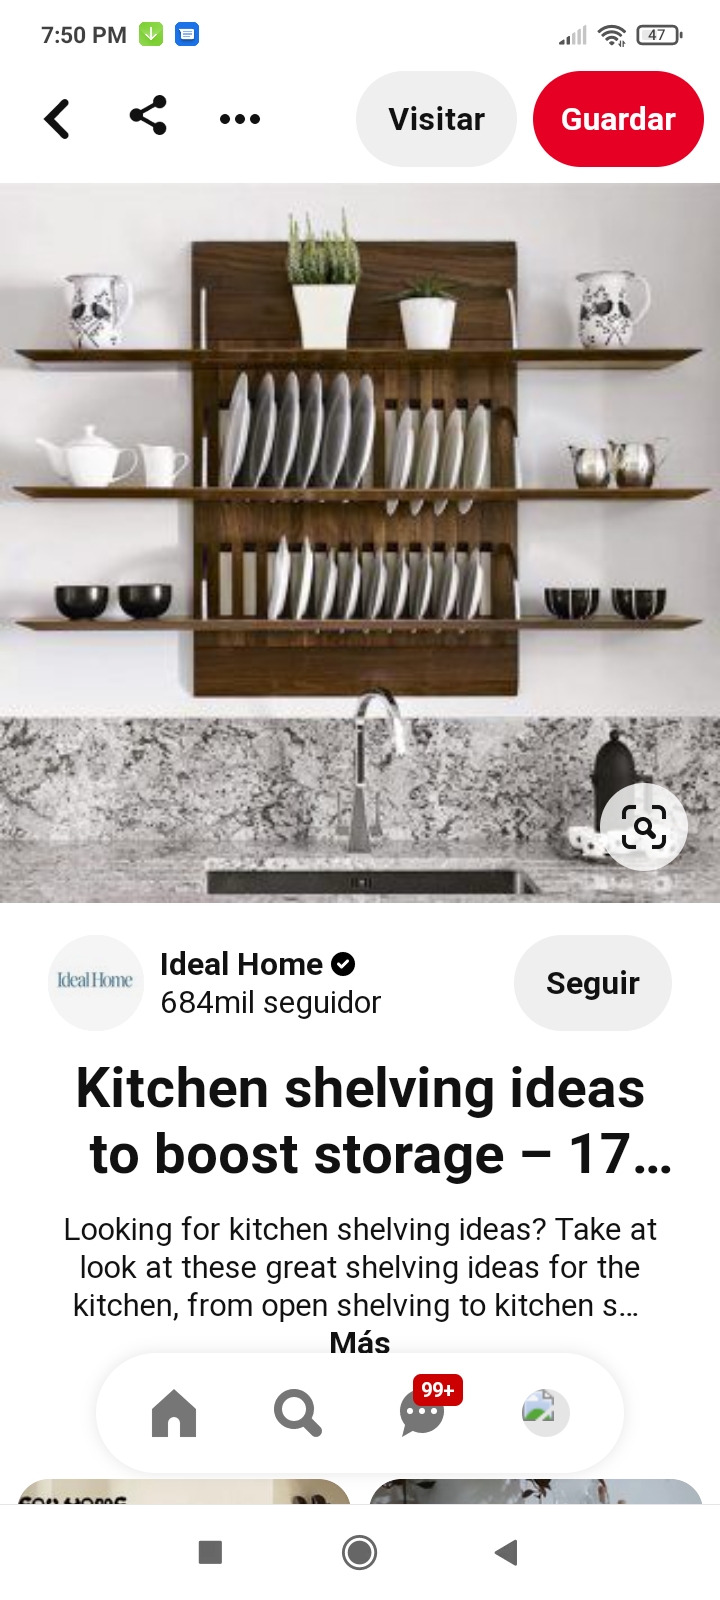 7:50 PM
47
Visitar
Guardar
Ideal Home
Ideal Home
684mil seguidor
Seguir
Kitchen shelving ideas
to boost storage – 17...
Looking for kitchen shelving ideas? Take at
look at these great shelving ideas for the
kitchen, from open shelving to kitchen s...
Más
99+